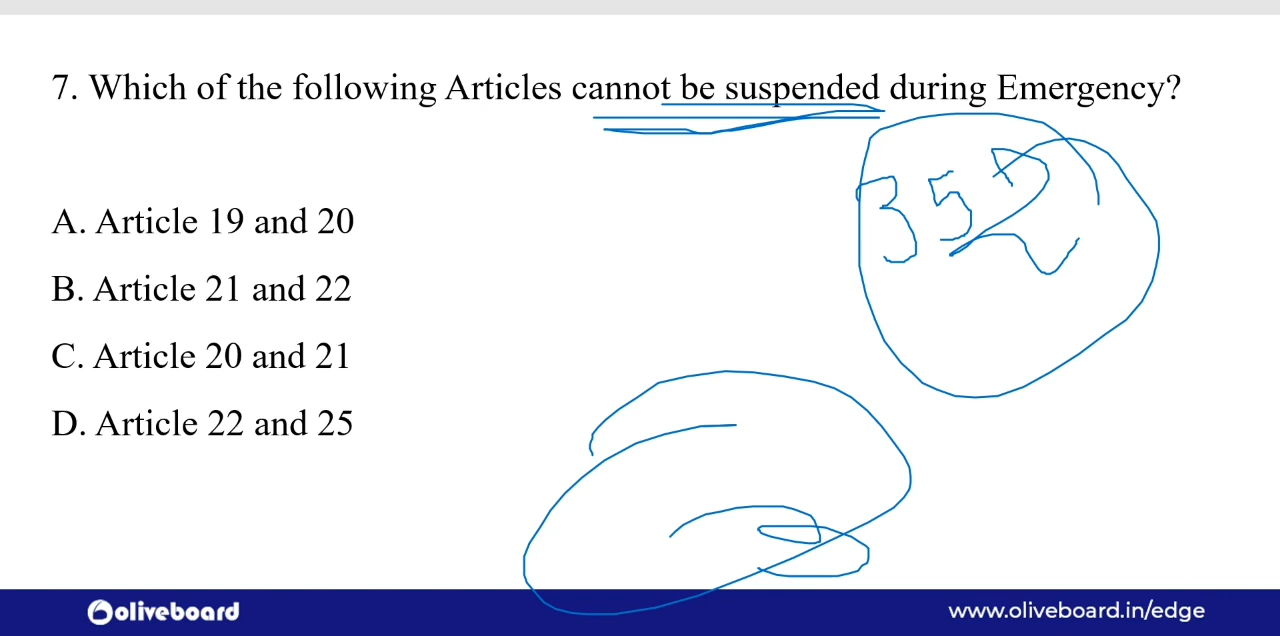 7. Which of the following Articles cannot be suspended during Emergency?
352
A. Article 19 and 20
B. Article 21 and 22
C. Article 20 and 21
D. Article 22 and 25
oliveboard
www.oliveboard.in/edge